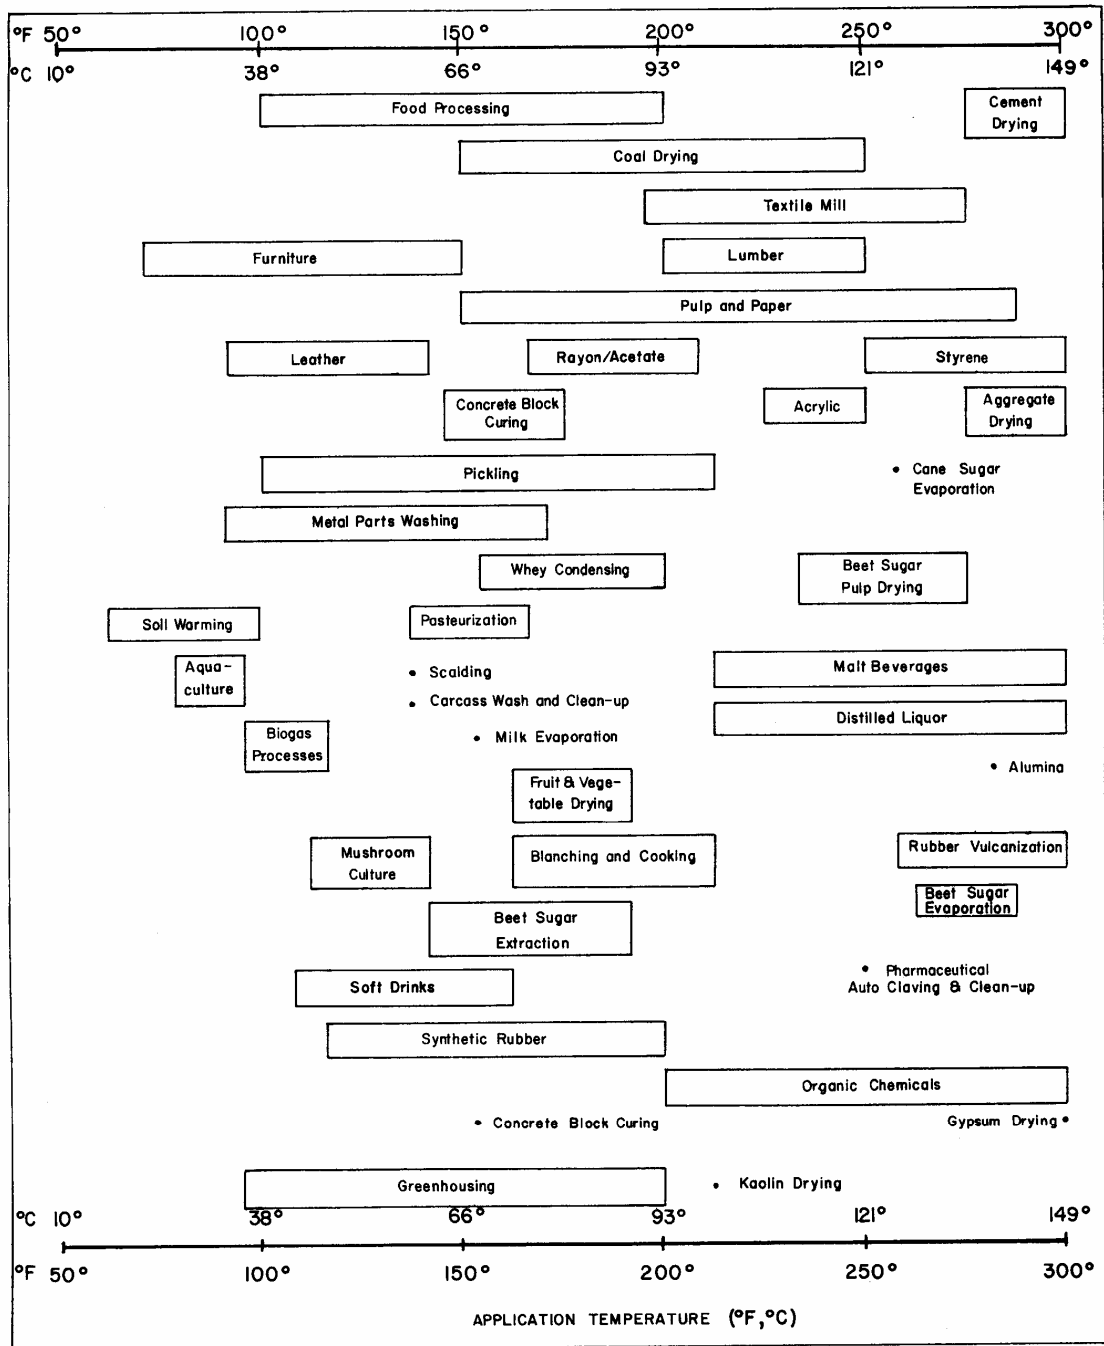 °F 50° 100° 150° 200° 250° 300°
°C 10° 38° 66° 93° 121° 149°
Food Processing
Cement
Drying
Coal Drying
Textile Mill
Furniture
Lumber
Pulp and Paper
Leather
Rayon/Acetate
Styrene
Concrete Block
Curing
Acrylic
Aggregate
Drying
Pickling
• Cane Sugar
Evaporation
Metal Parts Washing
Whey Condensing
Beet Sugar
Pulp Drying
Soil Warming
Pasteurization
Aqua-
culture
• Scalding
Malt Beverages
• Carcass Wash and Clean-up
Distilled Liquor
Biogas
Processes
• Milk Evaporation
• Alumina
Fruit & Vege-
table Drying
Mushroom
Culture
Blanching and Cooking
Rubber Vulcanization
Beet Sugar
Evaporation
Beet Sugar
Extraction
• Pharmaceutical
Auto Claving & Clean-up
Soft Drinks
Synthetic Rubber
Organic Chemicals
• Concrete Block Curing
Gypsum Drying •
Greenhousing
• Kaolin Drying
°C 10° 38° 66° 93° 121° 149°
°F 50° 100° 150° 200° 250° 300°
APPLICATION TEMPERATURE (°F,°C)